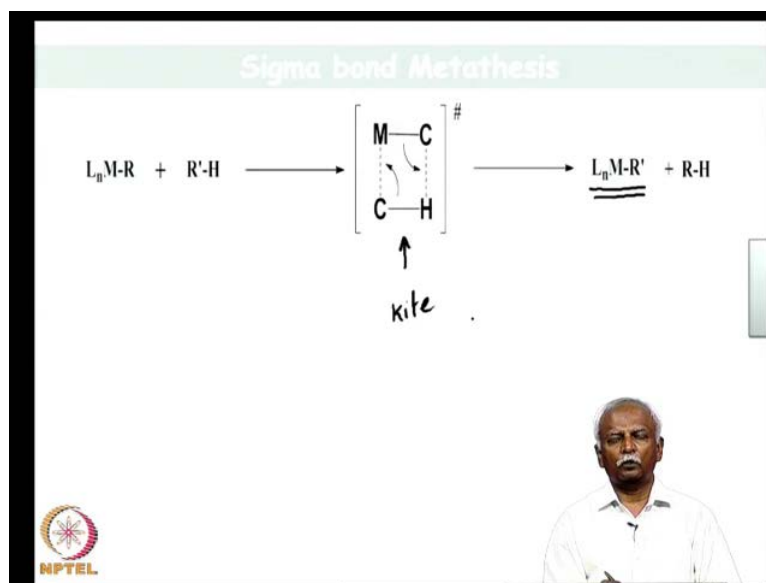 Sigma bond Metathesis
LₙM-R + R'-H → [M—C C—H]# → LₙM-R' + R-H
kite
NPTEL